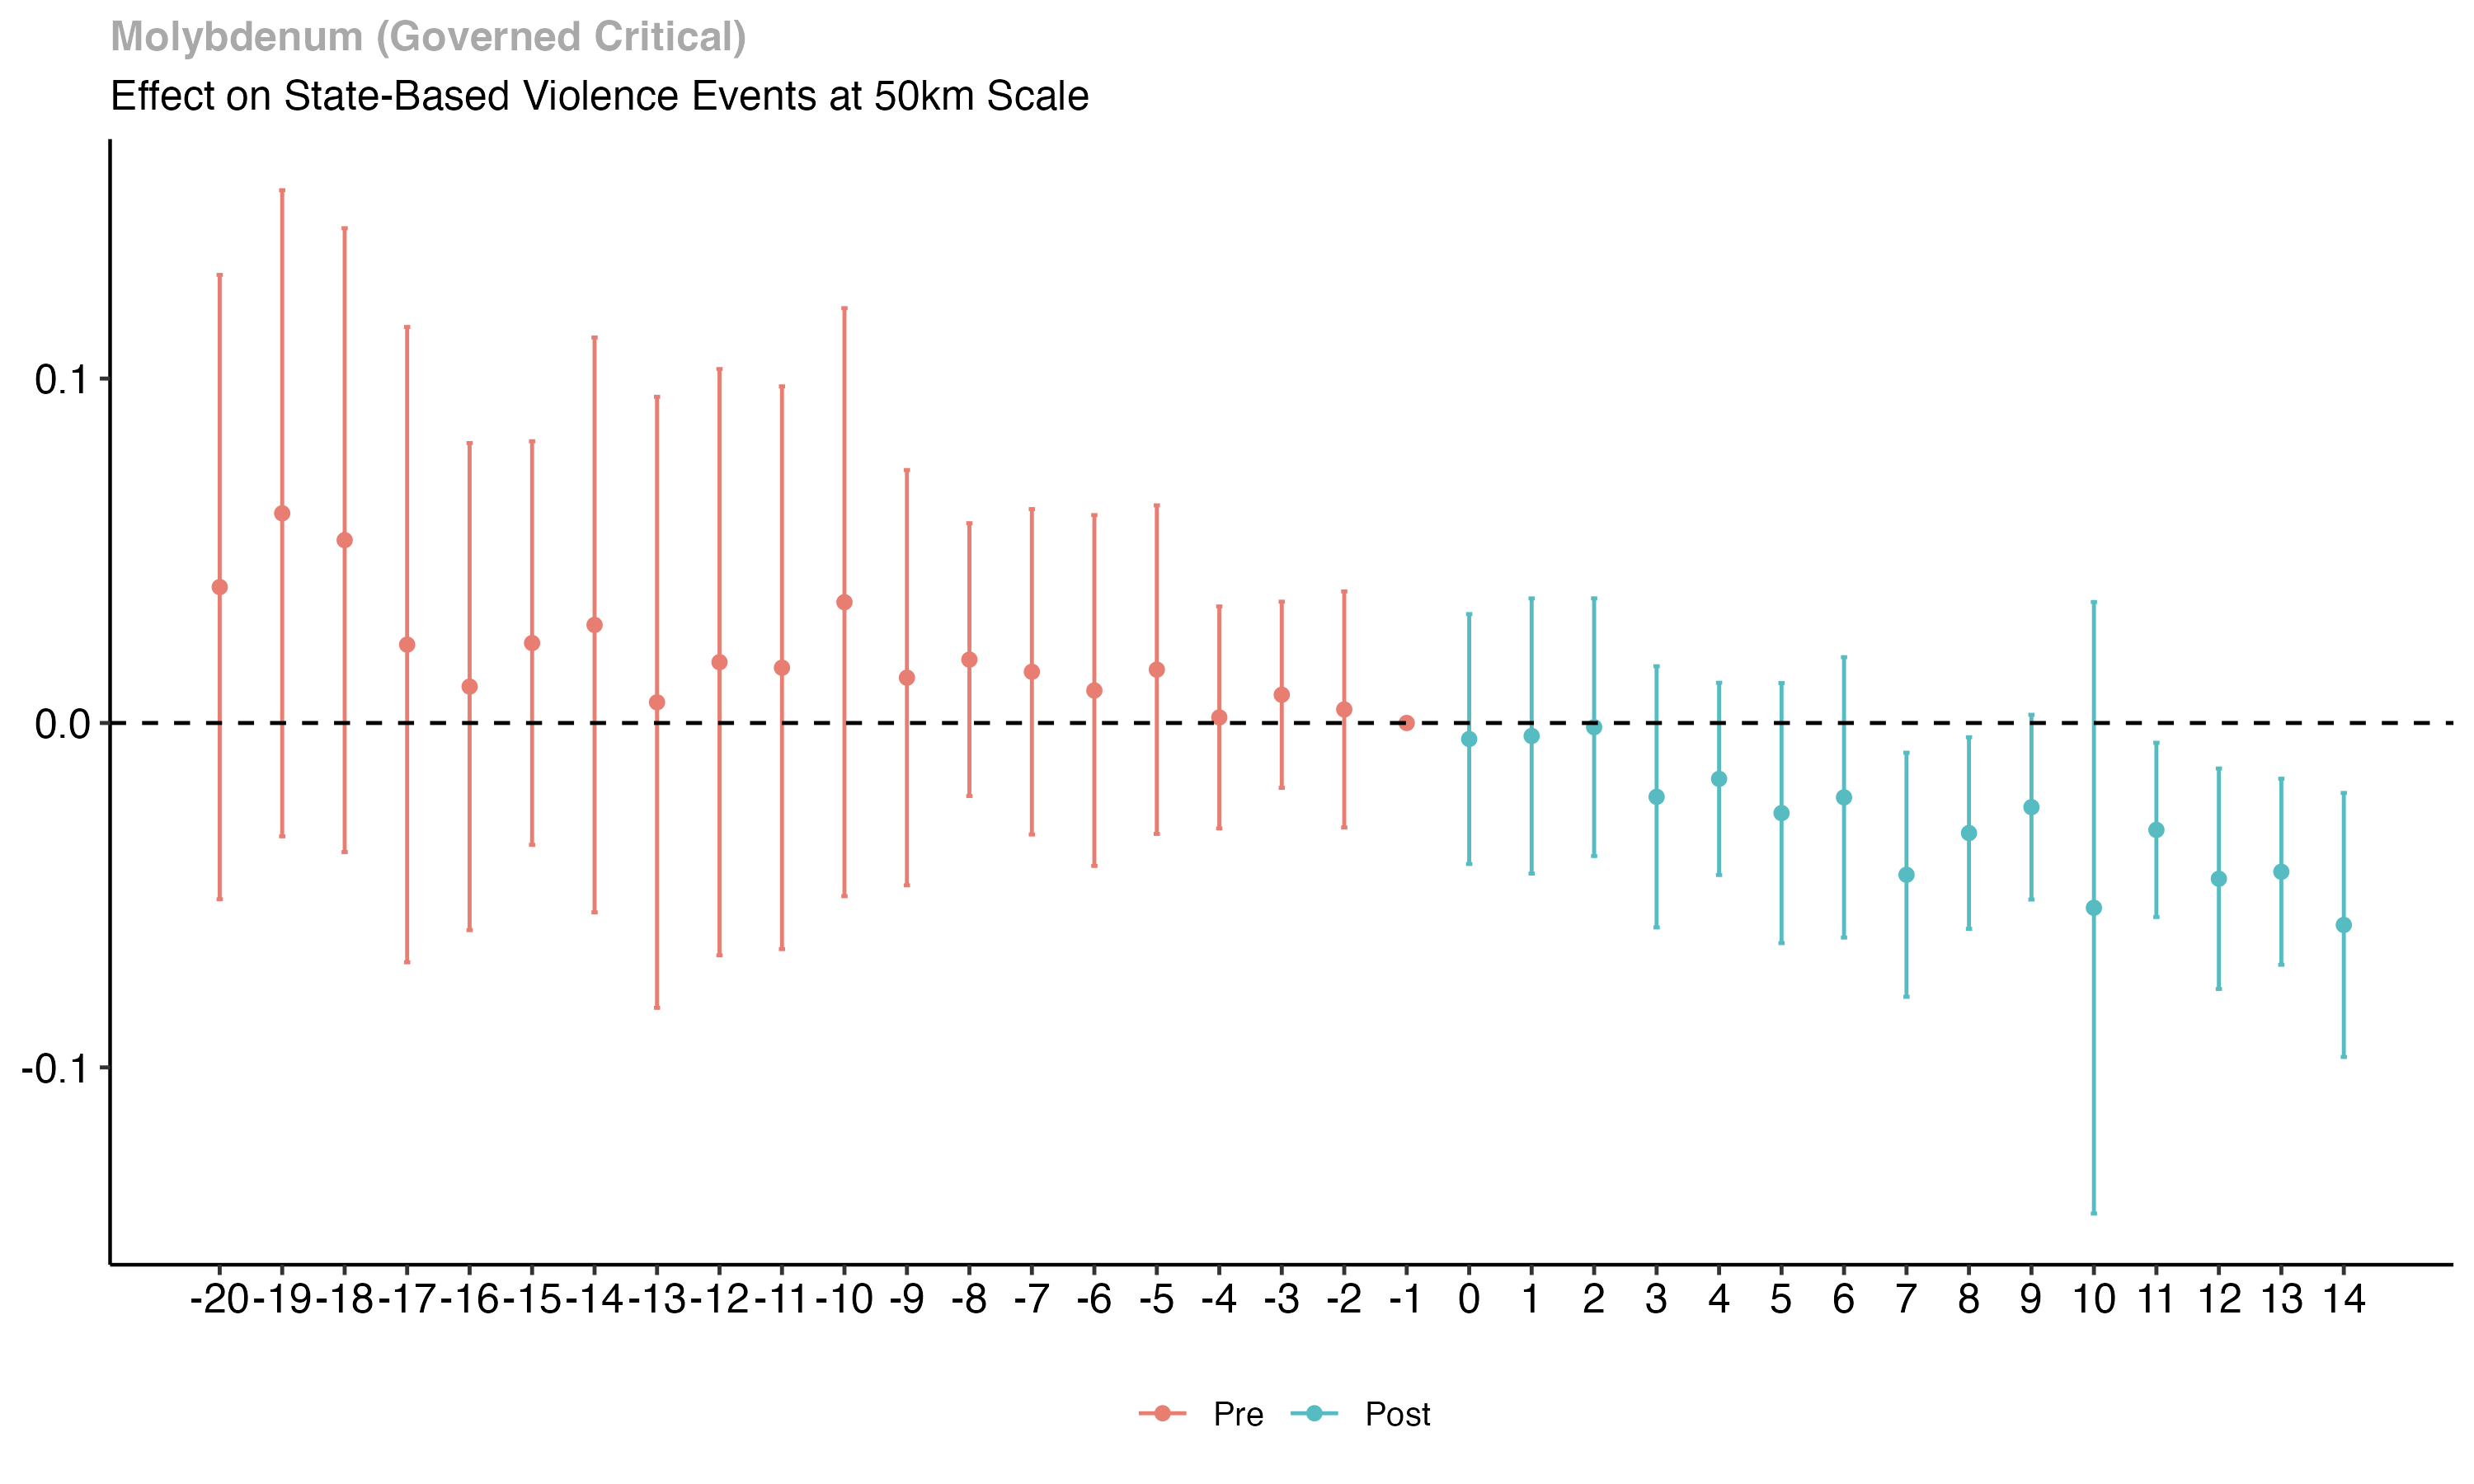 Molybdenum (Governed Critical)
Effect on State-Based Violence Events at 50km Scale
0.1
0.0
-0.1
-20 -19 -18 -17 -16 -15 -14 -13 -12 -11 -10 -9 -8 -7 -6 -5 -4 -3 -2 -1 0 1 2 3 4 5 6 7 8 9 10 11 12 13 14
Pre Post